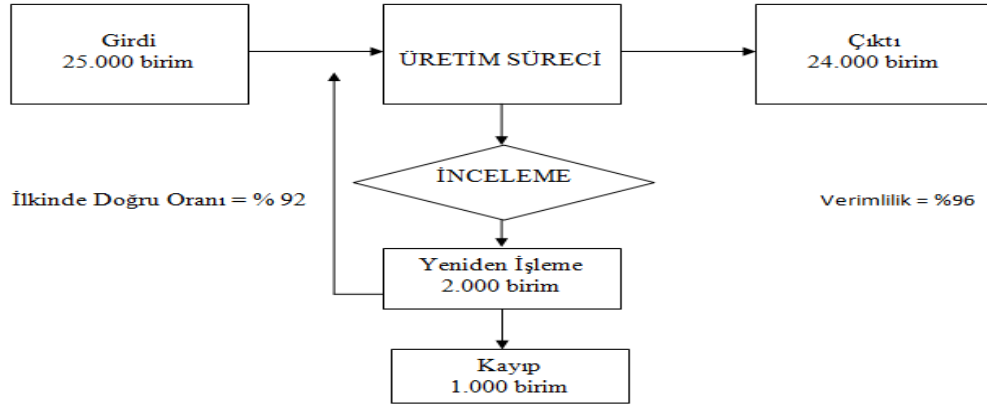 Girdi
25.000 birim
ÜRETİM SÜRECİ
Çıktı
24.000 birim
İNCELEME
İlkinde Doğru Oranı = % 92
Verimlilik = %96
Yeniden İşleme
2.000 birim
Kayıp
1.000 birim